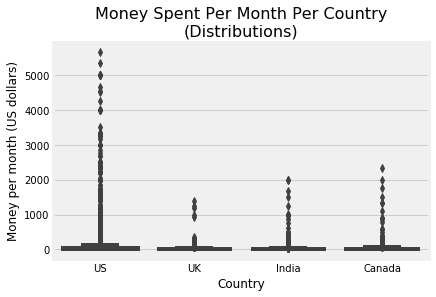 Money Spent Per Month Per Country
(Distributions)
Money per month (US dollars)
5000
4000
3000
2000
1000
0
US UK India Canada
Country